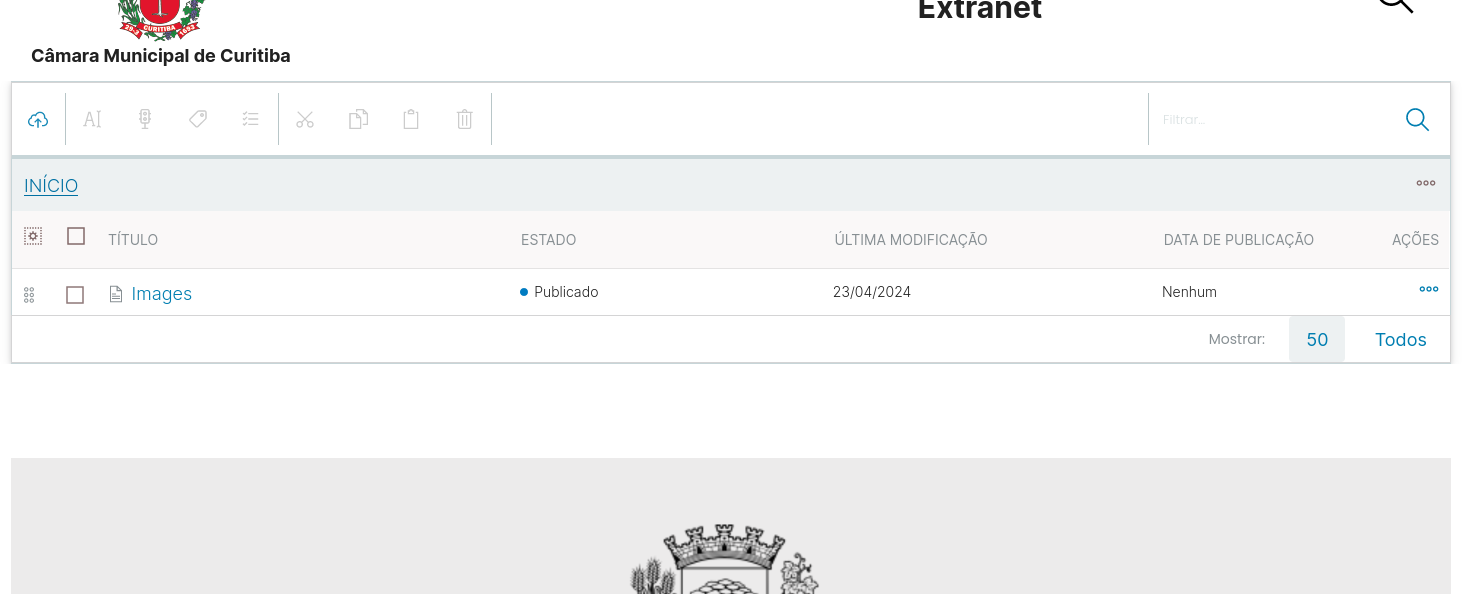 Extranet
CURITIBA
Câmara Municipal de Curitiba
Filtrar...
INÍCIO
TÍTULO ESTADO ÚLTIMA MODIFICAÇÃO DATA DE PUBLICAÇÃO AÇÕES
Images Publicado 23/04/2024 Nenhum
Mostrar: 50 Todos